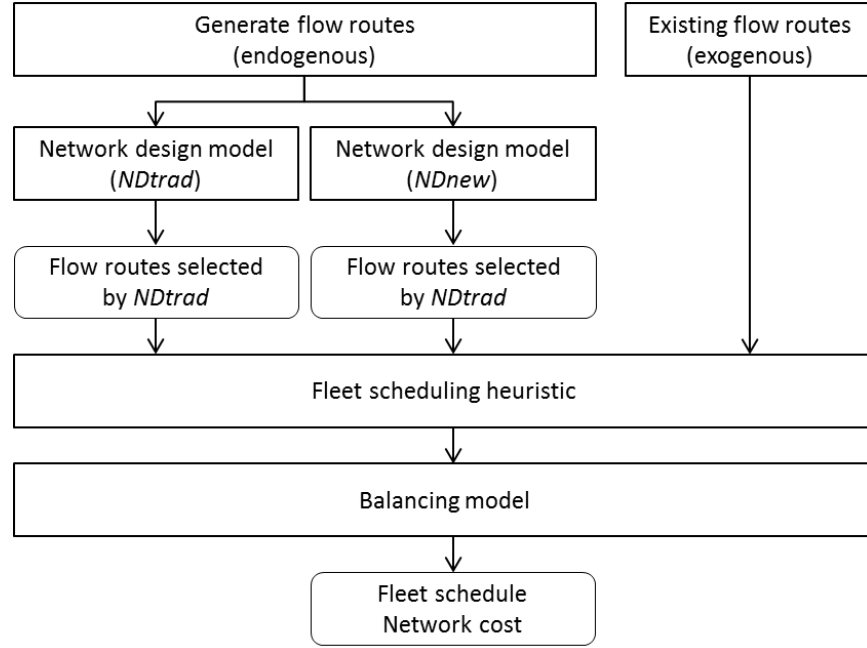 Generate flow routes
(endogenous)
Existing flow routes
(exogenous)
Network design model
(NDtrad)
Network design model
(NDnew)
Flow routes selected
by NDtrad
Flow routes selected
by NDtrad
Fleet scheduling heuristic
Balancing model
Fleet schedule
Network cost